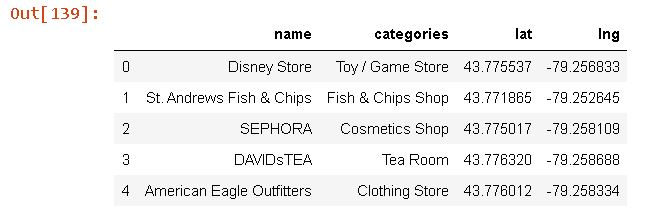 Out[139]:
name categories lat lng
0 Disney Store Toy / Game Store 43.775537 -79.256833
1 St. Andrews Fish & Chips Fish & Chips Shop 43.771865 -79.252645
2 SEPHORA Cosmetics Shop 43.775017 -79.258109
3 DAVIDsTEA Tea Room 43.776320 -79.258688
4 American Eagle Outfitters Clothing Store 43.776012 -79.258334